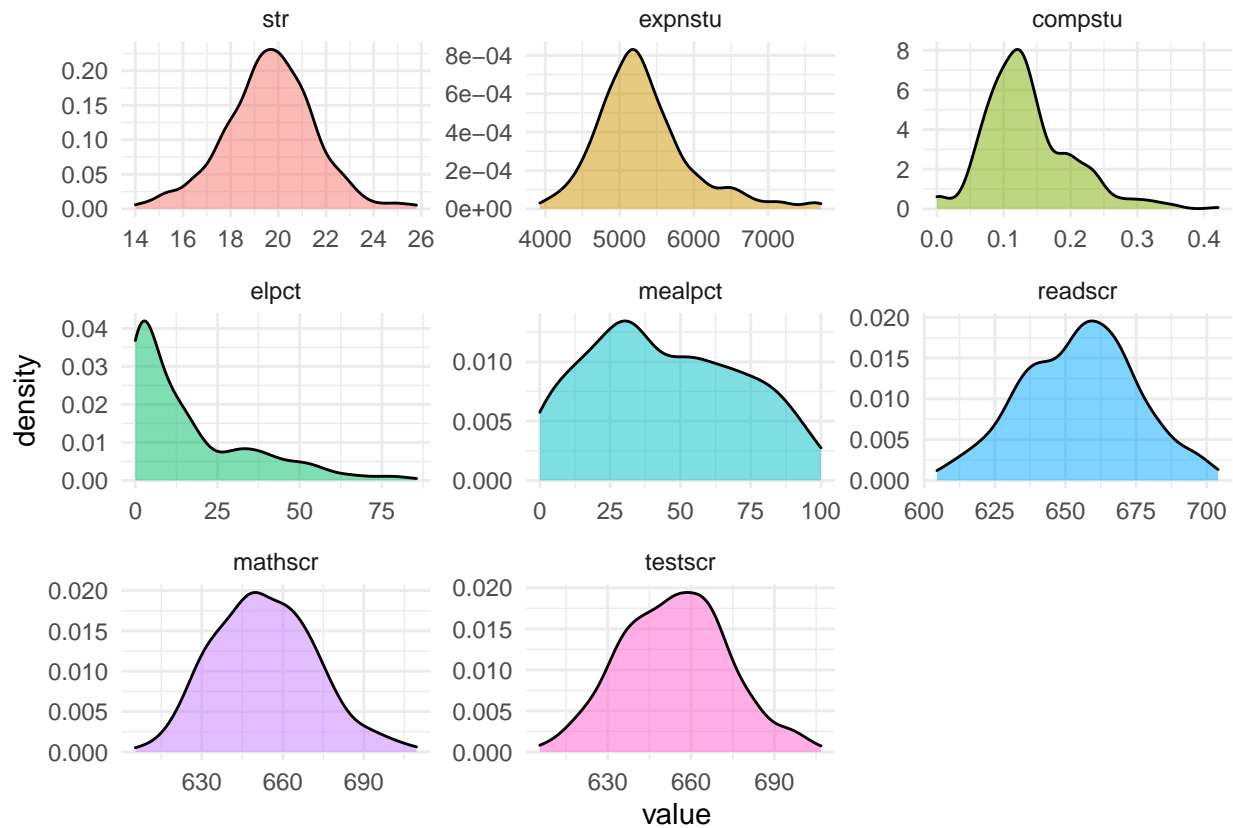 str
expnstu
compstu
0.20
0.15
0.10
0.05
0.00
14 16 18 20 22 24 26
8e−04
6e−04
4e−04
2e−04
0e+00
4000 5000 6000 7000
8
6
4
2
0
0.0 0.1 0.2 0.3 0.4
elpct
mealpct
readscr
density
0.04
0.03
0.02
0.01
0.00
0 25 50 75
0.010
0.005
0.000
0 25 50 75 100
0.020
0.015
0.010
0.005
0.000
600 625 650 675 700
mathscr
testscr
0.020
0.015
0.010
0.005
0.000
630 660 690
0.020
0.015
0.010
0.005
0.000
630 660 690
value